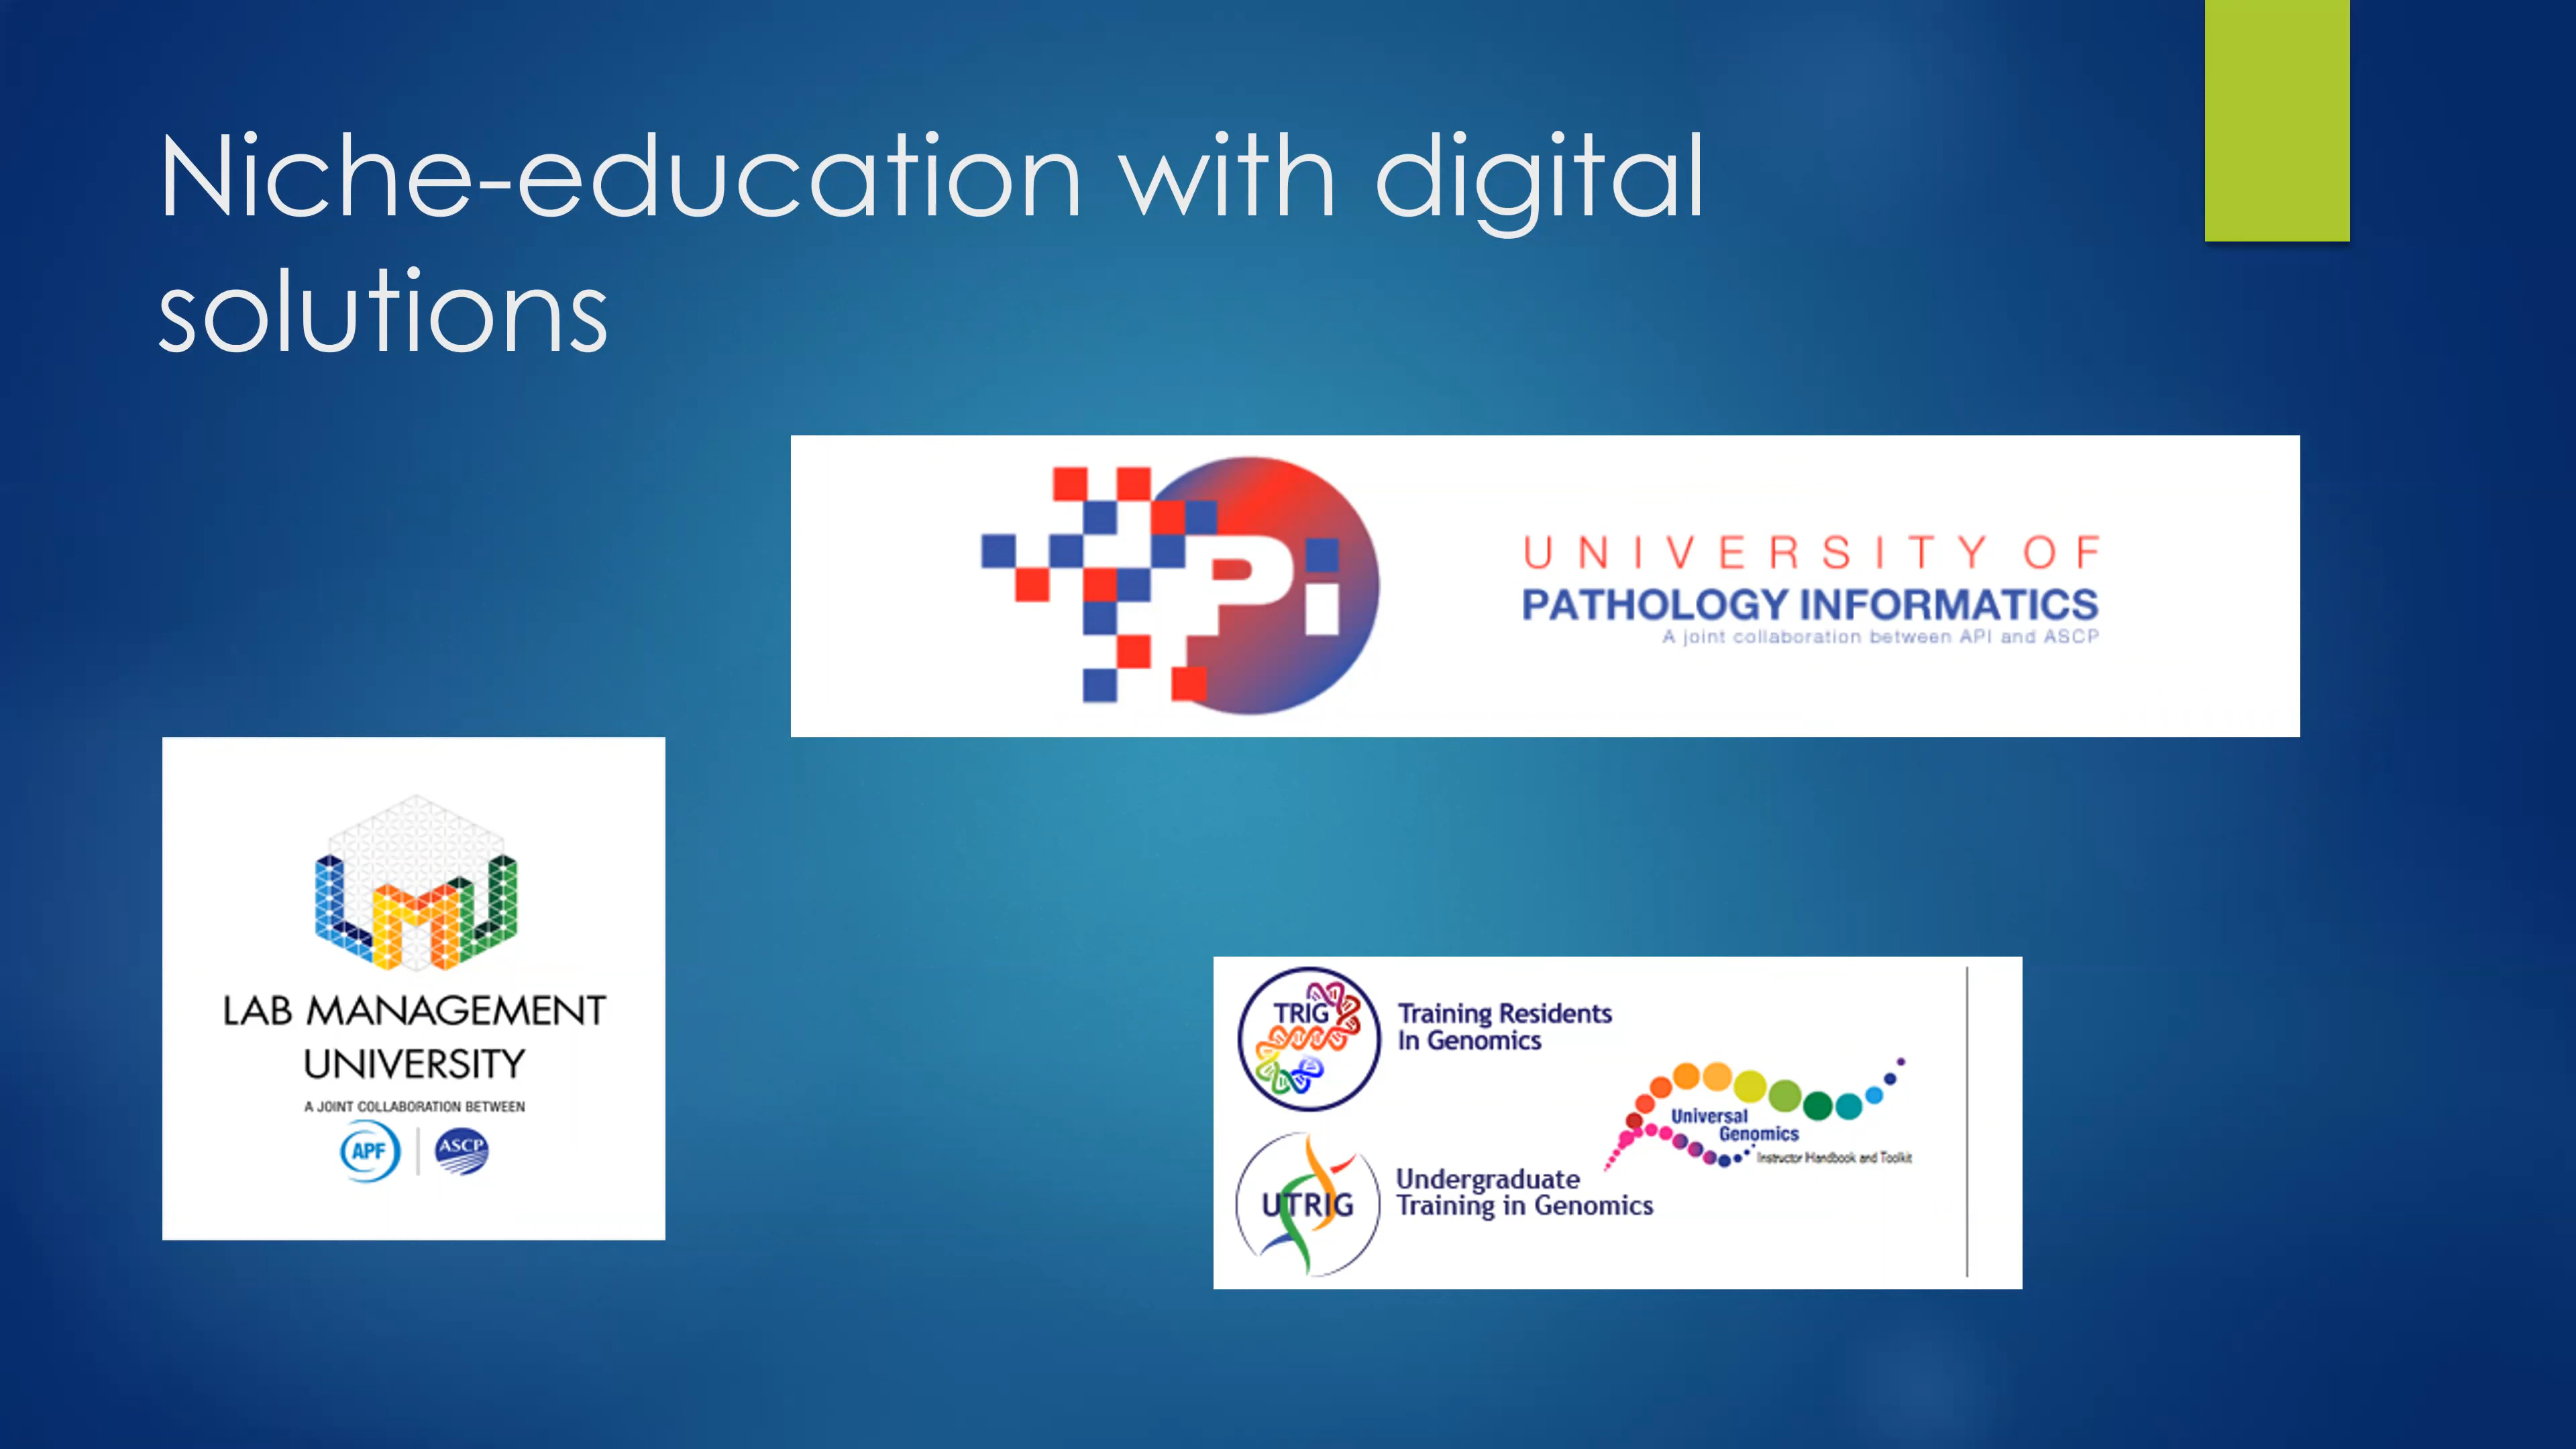 Niche-education with digital
solutions
Pi
UNIVERSITY OF
PATHOLOGY INFORMATICS
A joint collaboration between API and ASCP
LMU
LAB MANAGEMENT
UNIVERSITY
A JOINT COLLABORATION BETWEEN
APF ASCP
TRIG
Training Residents
In Genomics
Universal
Genomics
Instructor Handbook and Toolkit
UTRIG
Undergraduate
Training in Genomics